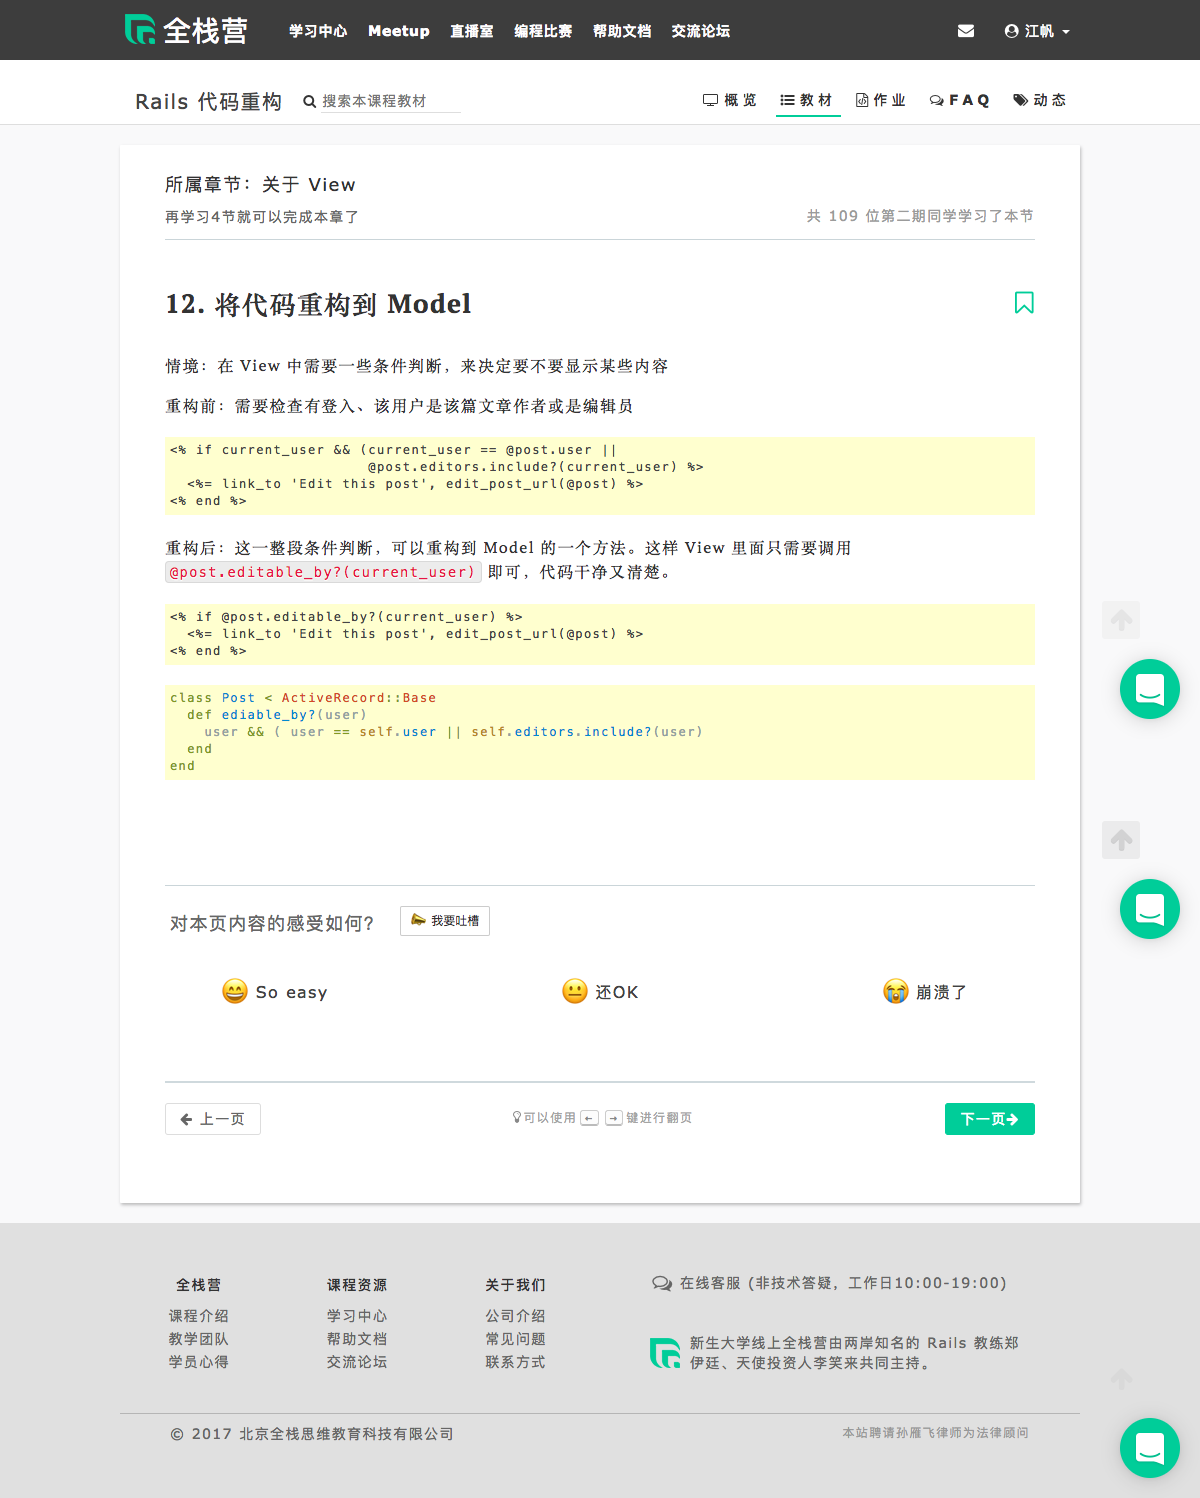 全栈营 学习中心 Meetup 直播室 编程比赛 帮助文档 交流论坛 江帆
Rails 代码重构 搜索本课程教材 概览 教材 作业 FAQ 动态
所属章节：关于 View
再学习4节就可以完成本章了 共 109 位第二期同学学习了本节
12. 将代码重构到 Model
情境：在 View 中需要一些条件判断，来决定要不要显示某些内容
重构前：需要检查有登入、该用户是该篇文章作者或是编辑员
<% if current_user && (current_user == @post.user ||
                       @post.editors.include?(current_user) %>
  <%= link_to 'Edit this post', edit_post_url(@post) %>
<% end %>
重构后：这一整段条件判断，可以重构到 Model 的一个方法。这样 View 里面只需要调用
@post.editable_by?(current_user) 即可，代码干净又清楚。
<% if @post.editable_by?(current_user) %>
  <%= link_to 'Edit this post', edit_post_url(@post) %>
<% end %>
class Post < ActiveRecord::Base
  def ediable_by?(user)
    user && ( user == self.user || self.editors.include?(user)
  end
end
对本页内容的感受如何? 我要吐槽
So easy 还OK 崩溃了
上一页 可以使用 ← → 键进行翻页 下一页
全栈营 课程资源 关于我们 在线客服 (非技术答疑，工作日10:00-19:00)
课程介绍 学习中心 公司介绍
教学团队 帮助文档 常见问题 新生大学线上全栈营由两岸知名的 Rails 教练郑
学员心得 交流论坛 联系方式 伊廷、天使投资人李笑来共同主持。
© 2017 北京全栈思维教育科技有限公司 本站聘请孙雁飞律师为法律顾问